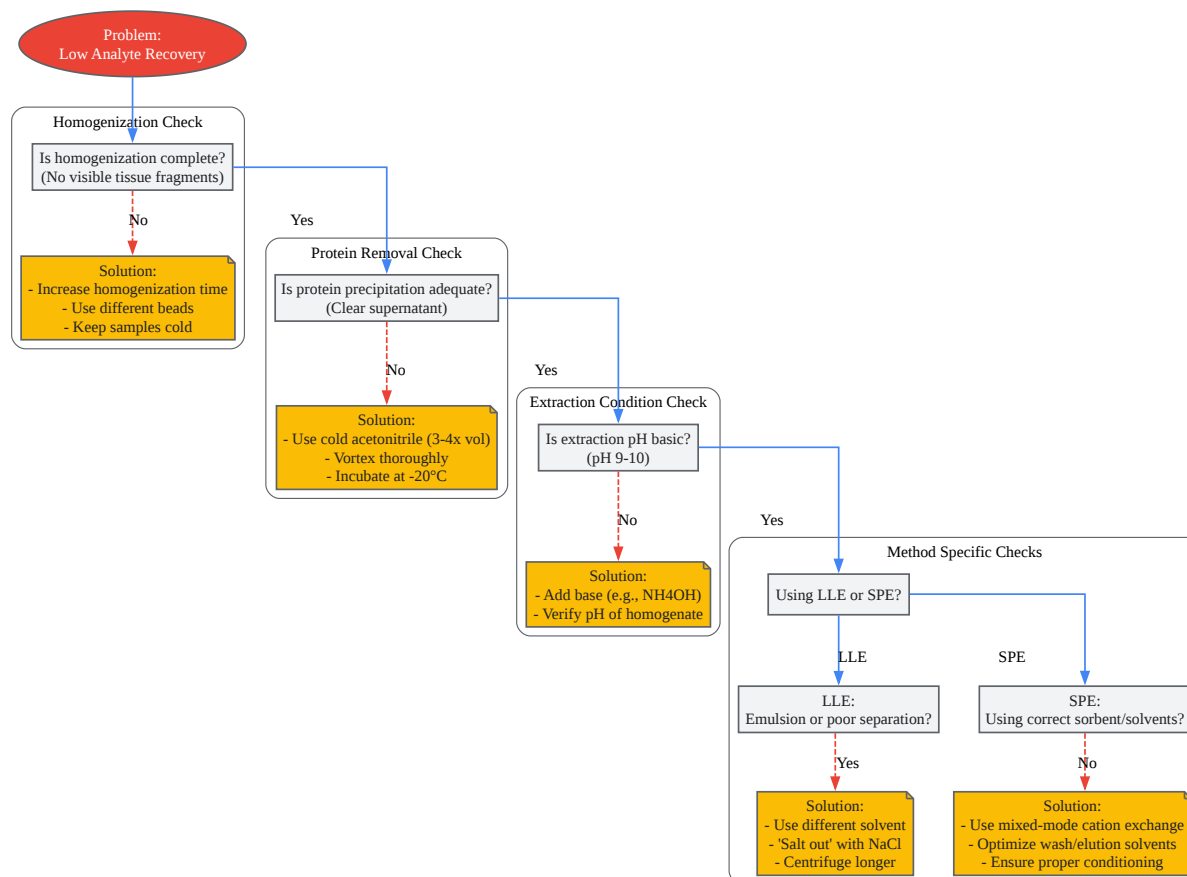 Problem:
Low Analyte Recovery
Homogenization Check
Is homogenization complete?
(No visible tissue fragments)
No
Yes
Solution:
- Increase homogenization time
- Use different beads
- Keep samples cold
Protein Removal Check
Is protein precipitation adequate?
(Clear supernatant)
No
Yes
Solution:
- Use cold acetonitrile (3-4x vol)
- Vortex thoroughly
- Incubate at -20°C
Extraction Condition Check
Is extraction pH basic?
(pH 9-10)
No
Yes
Solution:
- Add base (e.g., NH4OH)
- Verify pH of homogenate
Method Specific Checks
Using LLE or SPE?
LLE
SPE
LLE:
Emulsion or poor separation?
SPE:
Using correct sorbent/solvents?
Yes
No
Solution:
- Use different solvent
- 'Salt out' with NaCl
- Centrifuge longer
Solution:
- Use mixed-mode cation exchange
- Optimize wash/elution solvents
- Ensure proper conditioning